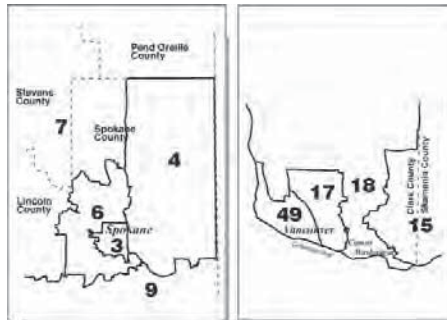 Pend Oreille
County
Stevens
County
7
Spokane
County
4
Lincoln
County
6
Spokane
3
9
18
17
Clark County
Skamania County
49
Vancouver
15
Camas
Washougal